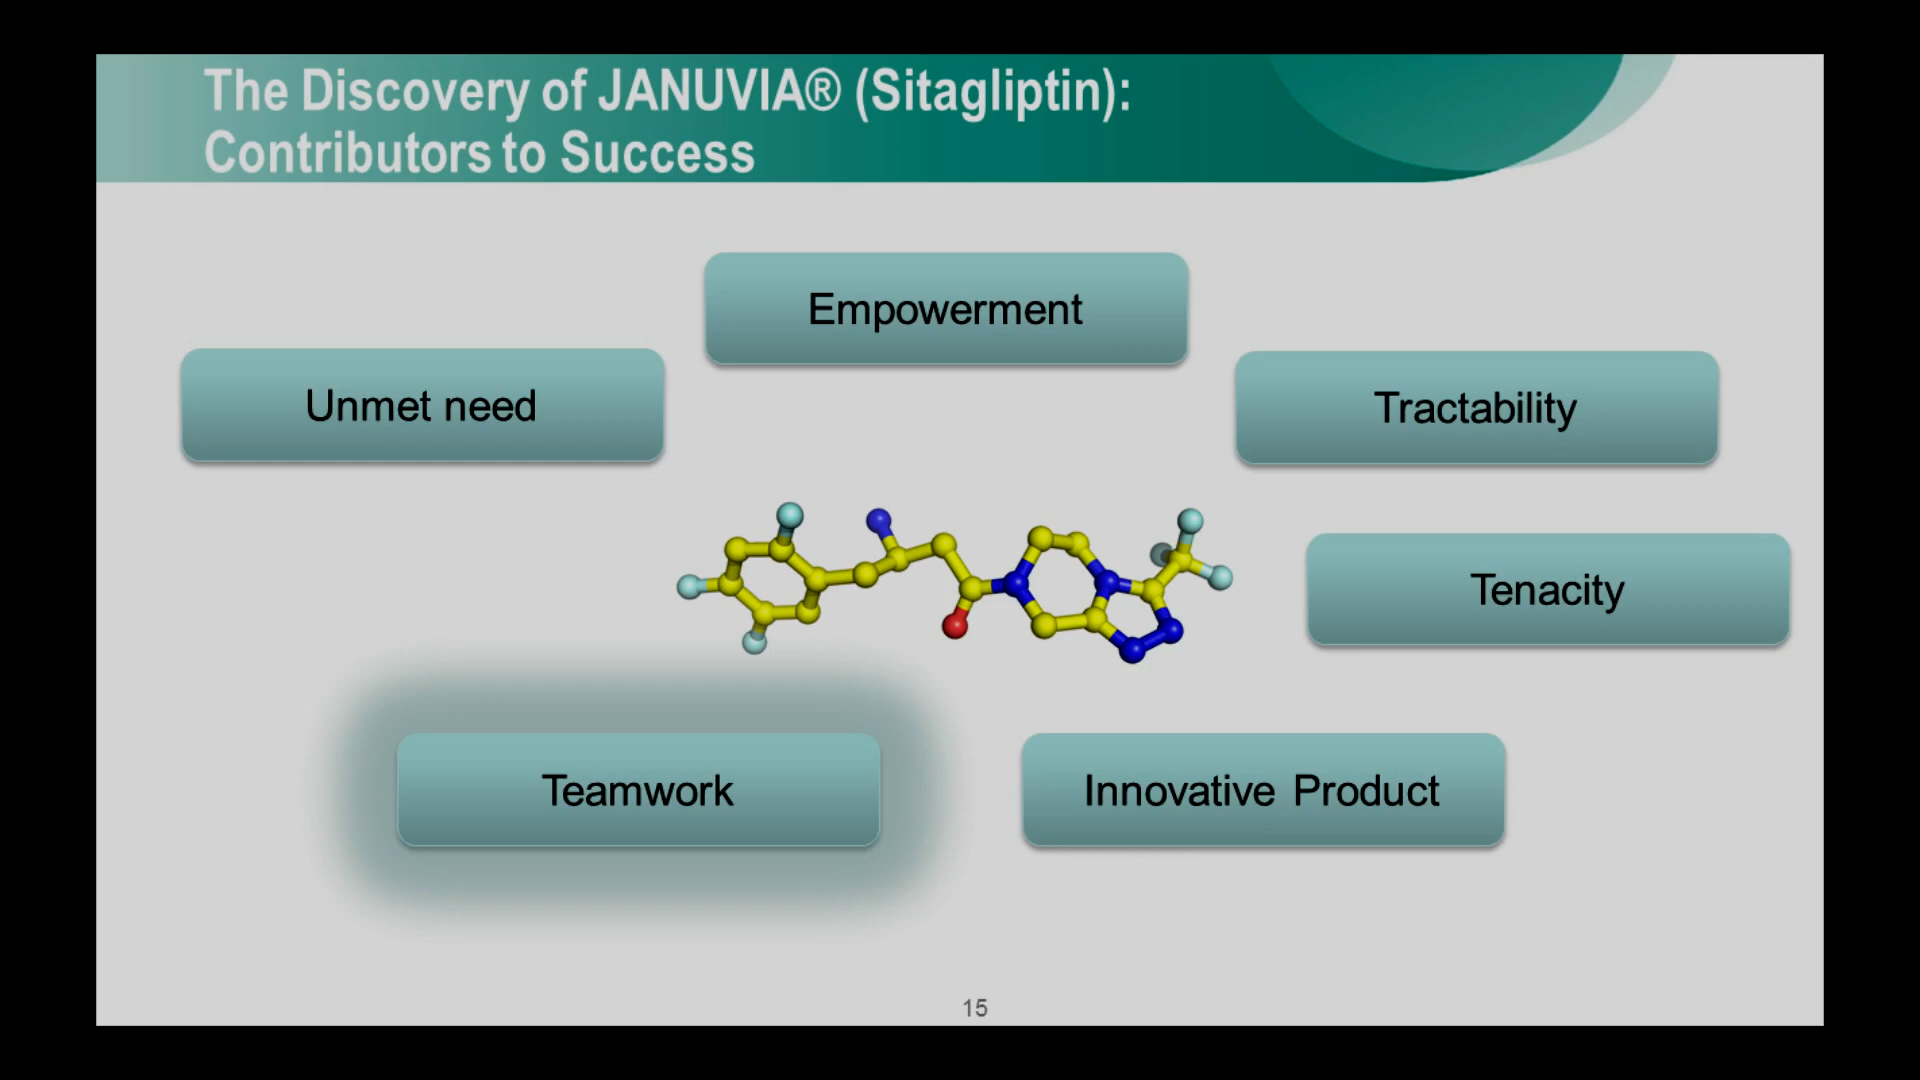 The Discovery of JANUVIA® (Sitagliptin):
Contributors to Success
Empowerment
Unmet need
Tractability
Tenacity
Teamwork
Innovative Product
15